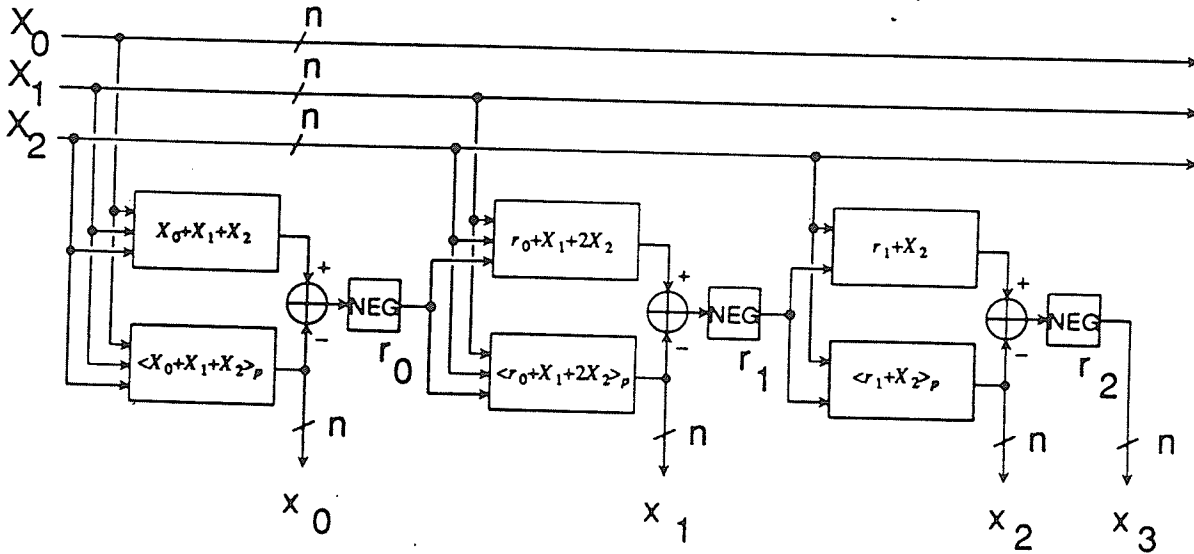 X₀ n
X₁ n
X₂ n
X₀+X₁+X₂
r₀+X₁+2X₂
r₁+X₂
+ + +
NEG NEG NEG
− − −
r₀ r₁ r₂
<X₀+X₁+X₂>ₚ
<r₀+X₁+2X₂>ₚ
<r₁+X₂>ₚ
n n n n
x₀ x₁ x₂ x₃